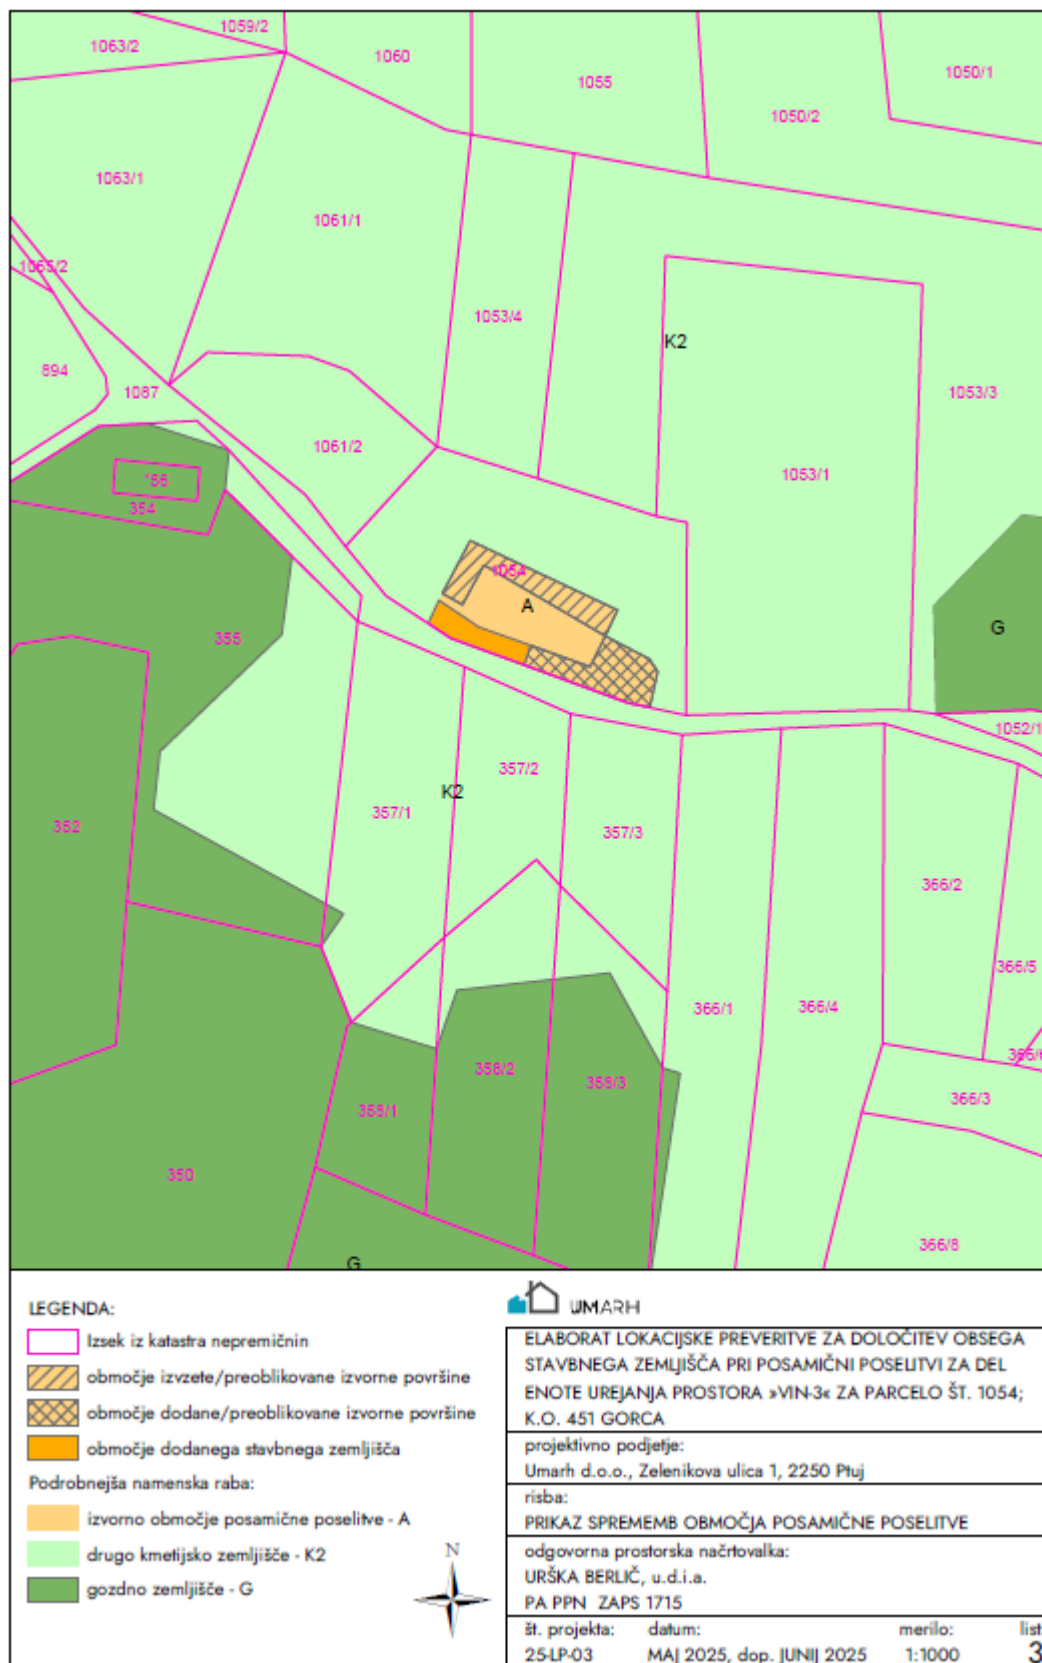 1059/2
1063/2
1060
1055
1050/1
1050/2
1063/1
1061/1
1053/4
K2
894
1087
1053/3
1061/2
1053/1
354
1054
A
G
355
1052/1
357/2
K2
357/1
357/3
352
366/2
366/5
366/1
366/4
358/2
358/3
366/3
358/1
350
366/8
G
LEGENDA:
Izsek iz katastra nepremičnin
območje izvzete/preoblikovane izvorne površine
območje dodane/preoblikovane izvorne površine
območje dodanega stavbnega zemljišča
Podrobnejša namenska raba:
izvorno območje posamične poselitve - A
drugo kmetijsko zemljišče - K2
gozdno zemljišče - G
N
UMARH
ELABORAT LOKACIJSKE PREVERITVE ZA DOLOČITEV OBSEGA
STAVBNEGA ZEMLJIŠČA PRI POSAMIČNI POSELITVI ZA DEL
ENOTE UREJANJA PROSTORA »VIN-3« ZA PARCELO ŠT. 1054;
K.O. 451 GORCA
projektivno podjetje:
Umarh d.o.o., Zelenikova ulica 1, 2250 Ptuj
risba:
PRIKAZ SPREMEMB OBMOČJA POSAMIČNE POSELITVE
odgovorna prostorska načrtovalka:
URŠKA BERLIČ, u.d.i.a.
PA PPN ZAPS 1715
št. projekta: datum: merilo: list
25-LP-03 MAJ 2025, dop. JUNIJ 2025 1:1000 3